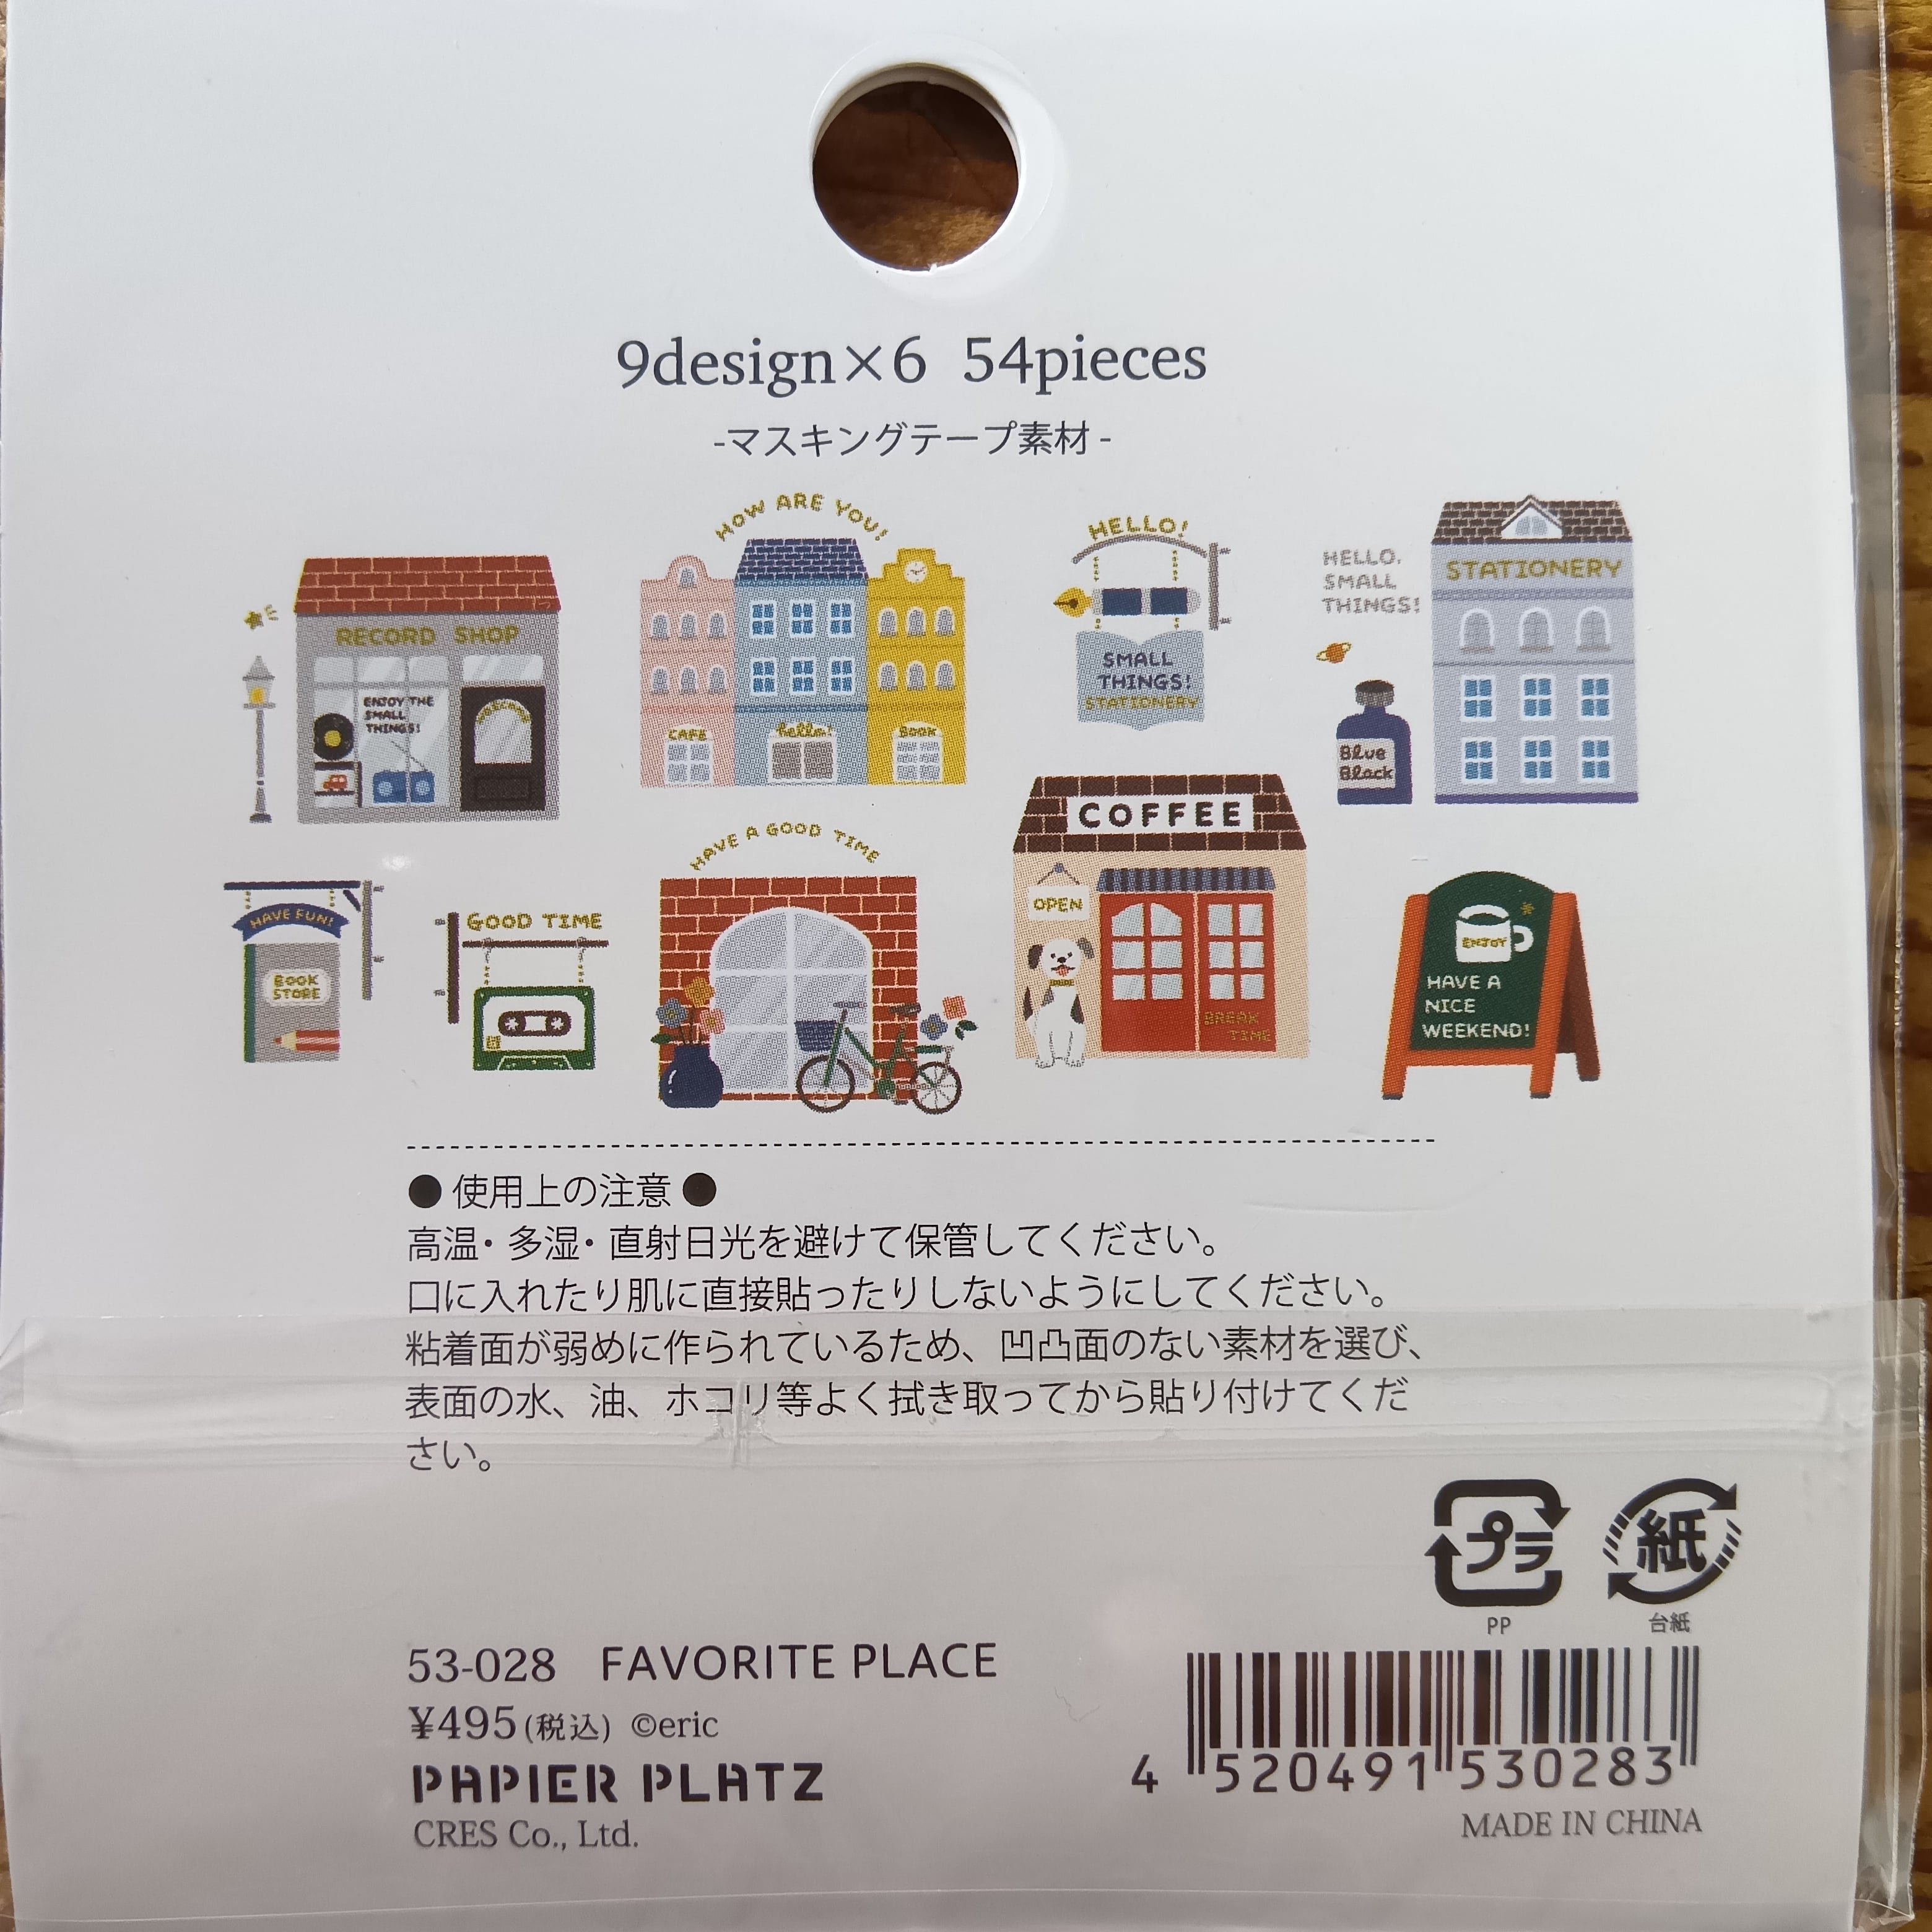 9design×6 54pieces
-マスキングテープ素材-
HOW ARE YOU!
HELLO!
HELLO.
SMALL
THINGS!
STATIONERY
RECORD SHOP
ENJOY THE
SMALL
THINGS!
WELCOME
CAFE
hello!
BOOK
SMALL
THINGS!
STATIONERY
Blue
Black
COFFEE
HAVE A GOOD TIME
HAVE FUN!
BOOK
STORE
GOOD TIME
OPEN
BREAK
TIME
ENJOY
HAVE A
NICE
WEEKEND!
● 使用上の注意 ●
高温・多湿・直射日光を避けて保管してください。
口に入れたり肌に直接貼ったりしないようにしてください。
粘着面が弱めに作られているため、凹凸面のない素材を選び、
表面の水、油、ホコリ等よく拭き取ってから貼り付けてくだ
さい。
プラ
PP
紙
台紙
53-028 FAVORITE PLACE
¥495(税込) ©eric
PAPIER PLATZ
CRES Co., Ltd.
4 520491 530283
MADE IN CHINA